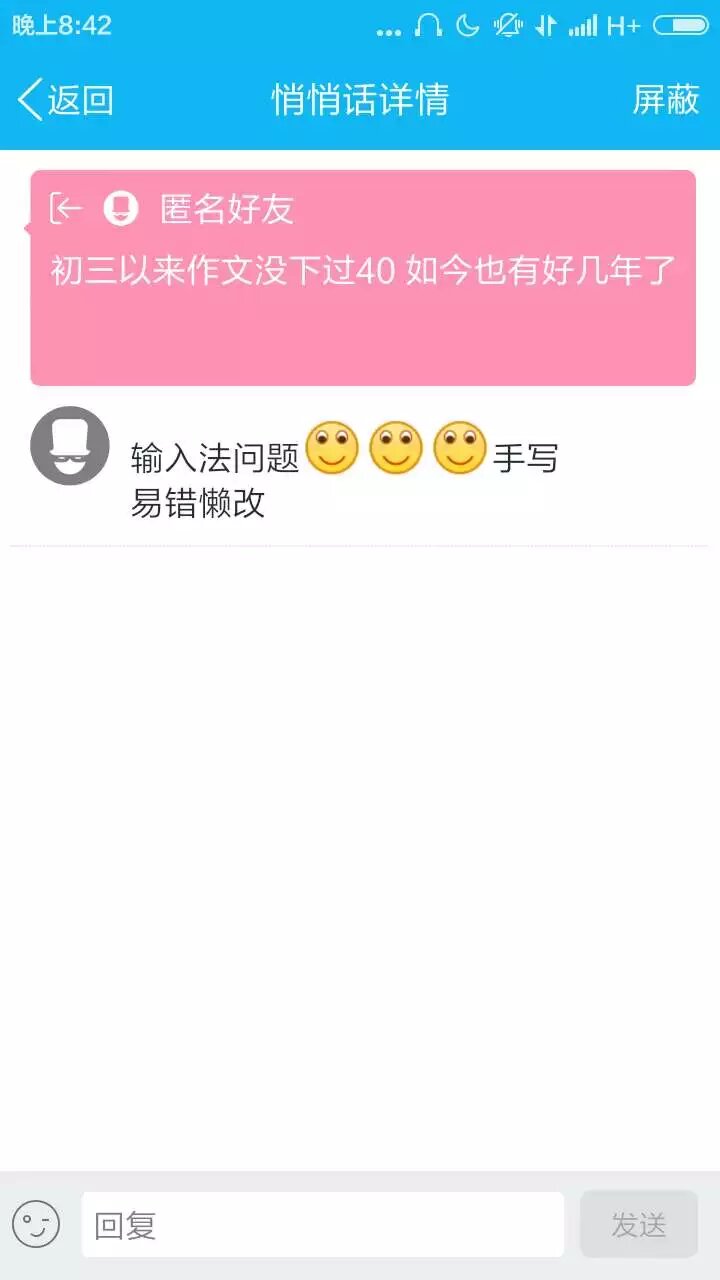 晚上8:42
... H+
返回 悄悄话详情 屏蔽
匿名好友
初三以来作文没下过40 如今也有好几年了
输入法问题手写
易错懒改
回复 发送